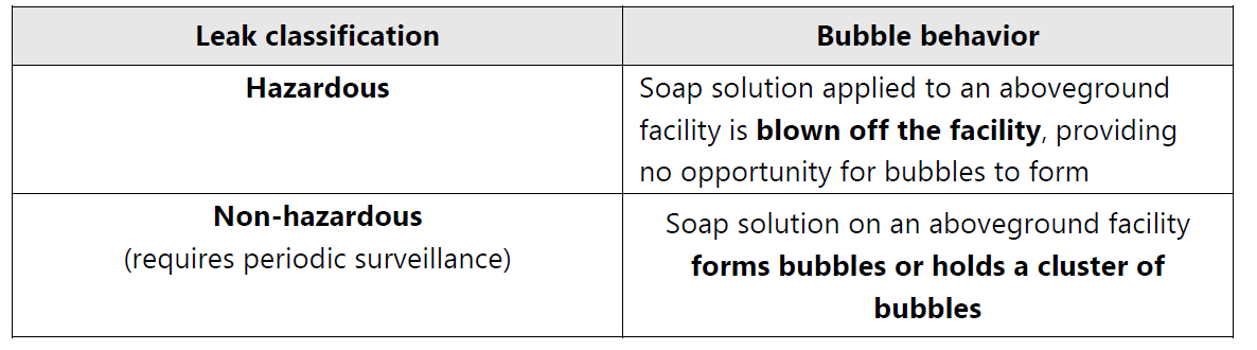 Leak classification
Bubble behavior
Hazardous
Soap solution applied to an aboveground
facility is blown off the facility, providing
no opportunity for bubbles to form
Non-hazardous
(requires periodic surveillance)
Soap solution on an aboveground facility
forms bubbles or holds a cluster of
bubbles